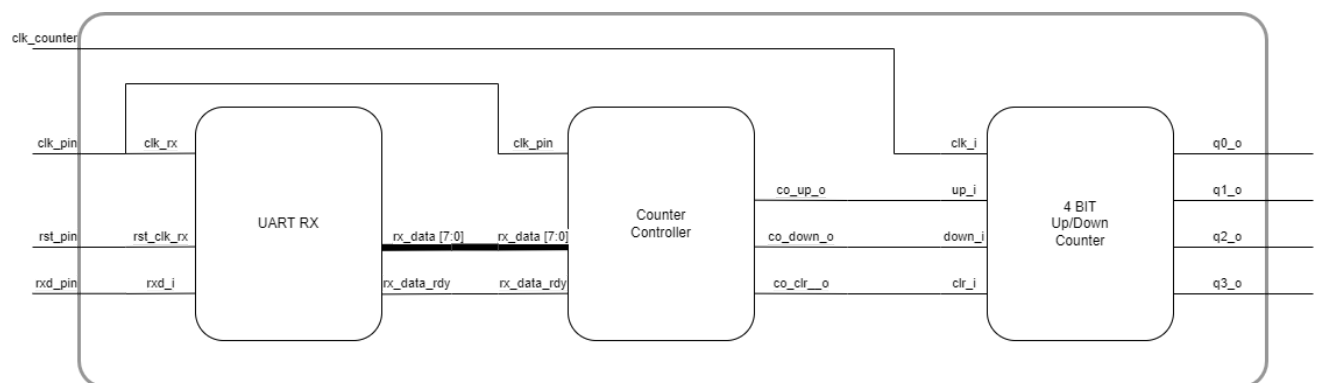 clk_counter
clk_pin
clk_rx
clk_pin
clk_i
q0_o
co_up_o
up_i
q1_o
UART RX
Counter
Controller
4 BIT
Up/Down
Counter
rst_pin
rst_clk_rx
rx_data [7:0]
rx_data [7:0]
co_down_o
down_i
q2_o
rxd_pin
rxd_i
rx_data_rdy
rx_data_rdy
co_clr__o
clr_i
q3_o